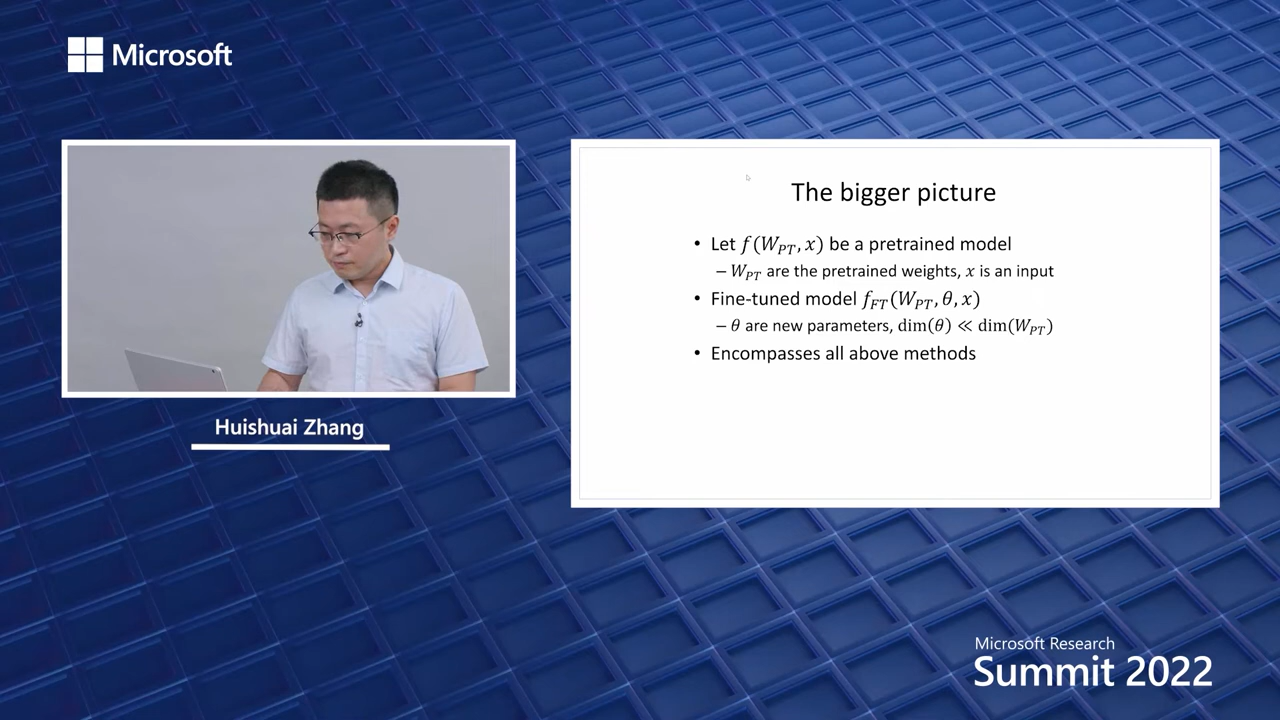 Microsoft
The bigger picture
• Let f(W_PT, x) be a pretrained model
– W_PT are the pretrained weights, x is an input
• Fine-tuned model f_FT(W_PT, θ, x)
– θ are new parameters, dim(θ) ≪ dim(W_PT)
• Encompasses all above methods
Huishuai Zhang
Microsoft Research
Summit 2022